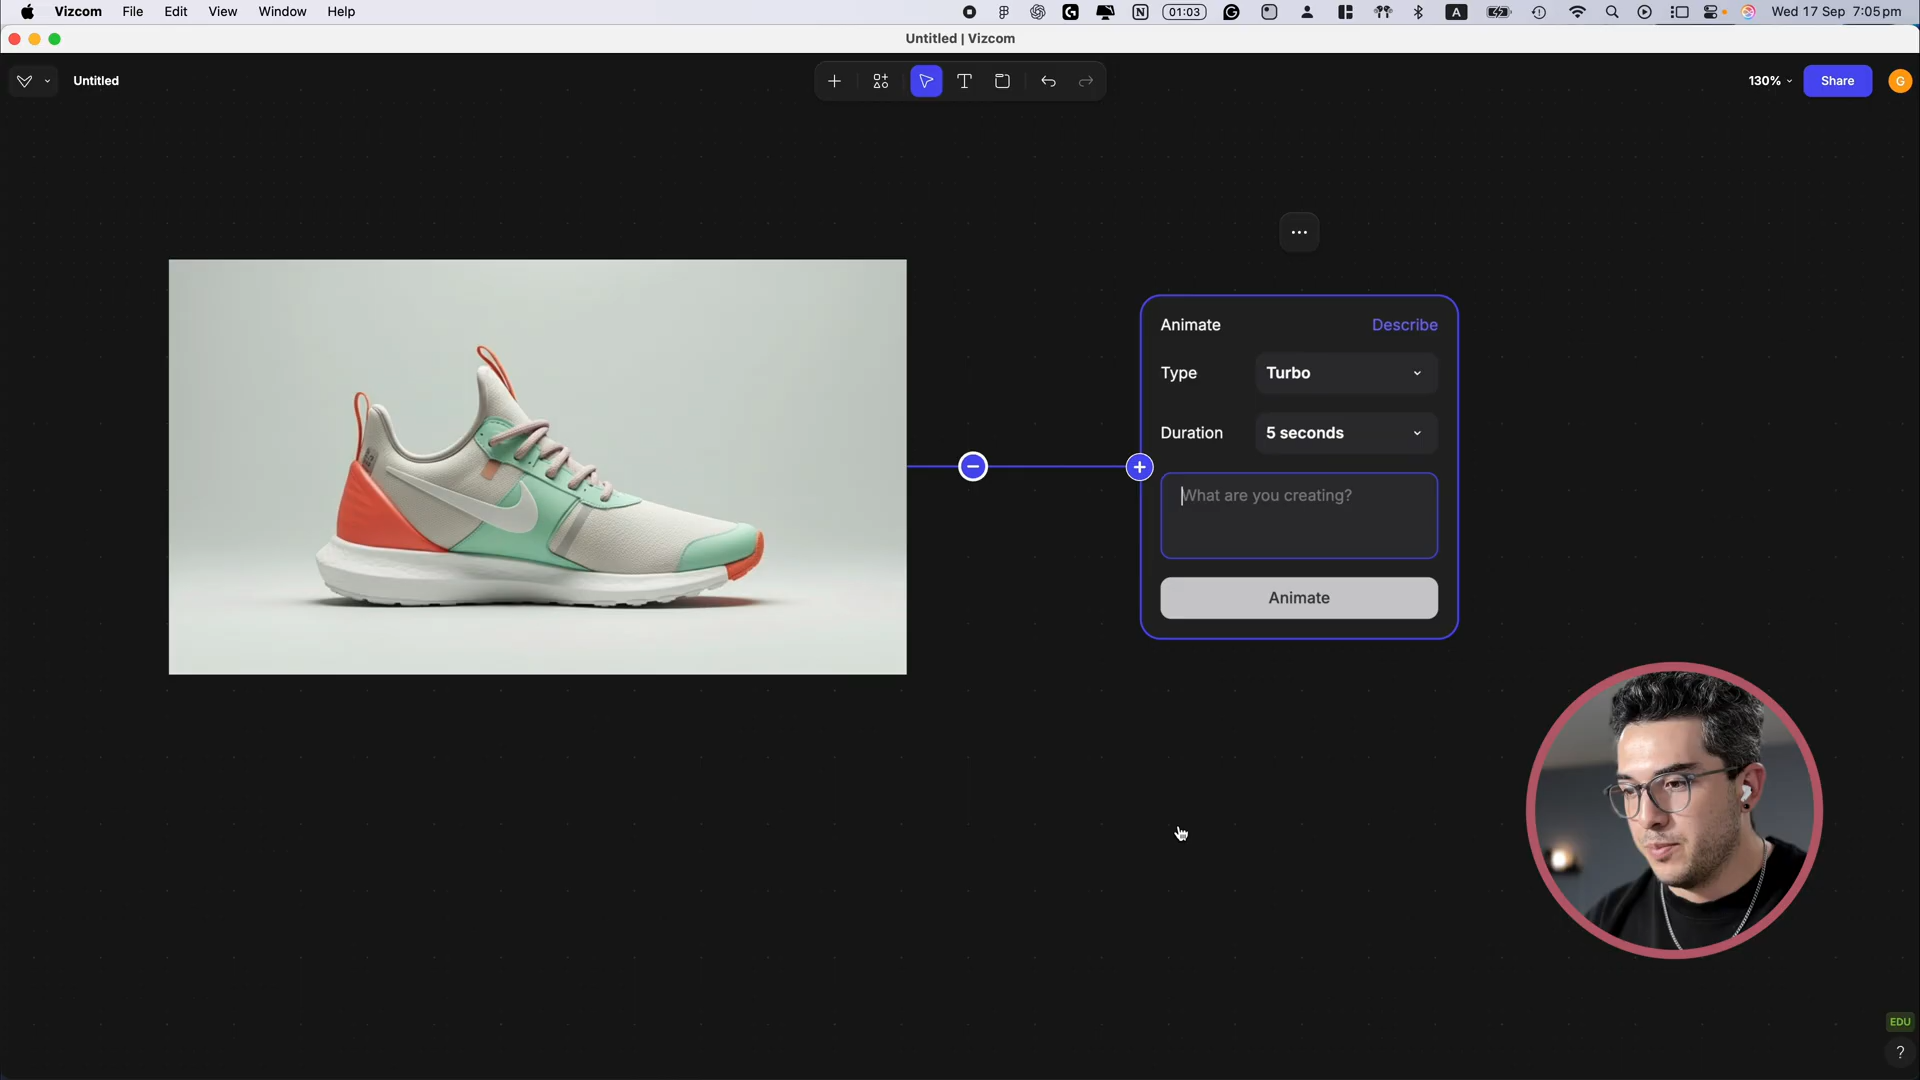 Vizcom File Edit View Window Help 01:03 A Wed 17 Sep 7:05 pm
Untitled | Vizcom
Untitled T 130% Share G
...
Animate Describe
Type Turbo
Duration 5 seconds
What are you creating?
Animate
EDU
?